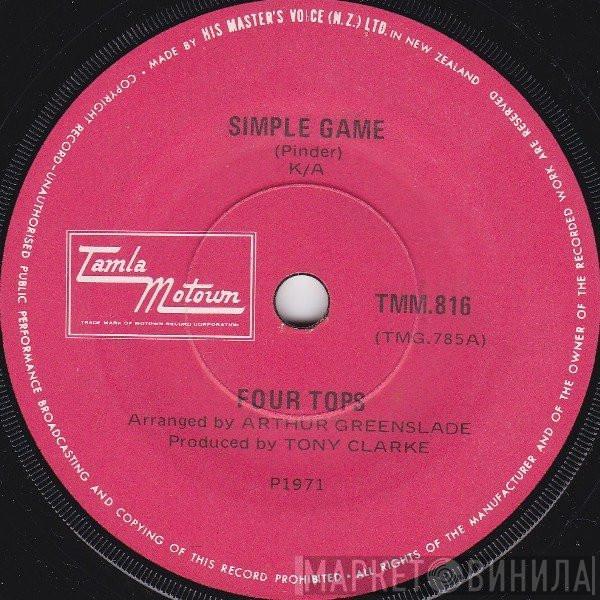 MADE BY HIS MASTER'S VOICE (N.Z.) LTD. IN NEW ZEALAND
SIMPLE GAME
(Pinder)
K/A
Tamla
Motown
TRADE MARK OF MOTOWN RECORD CORPORATION
TMM.816
(TMG.785A)
FOUR TOPS
Arranged by ARTHUR GREENSLADE
Produced by TONY CLARKE
P1971
COPYRIGHT RECORD-UNAUTHORISED PUBLIC PERFORMANCE BROADCASTING AND COPYING OF THIS RECORD PROHIBITED • ALL RIGHTS OF THE MANUFACTURER AND OF THE OWNER OF THE RECORDED WORK ARE RESERVED
МАРКЕТ ВИНИЛА